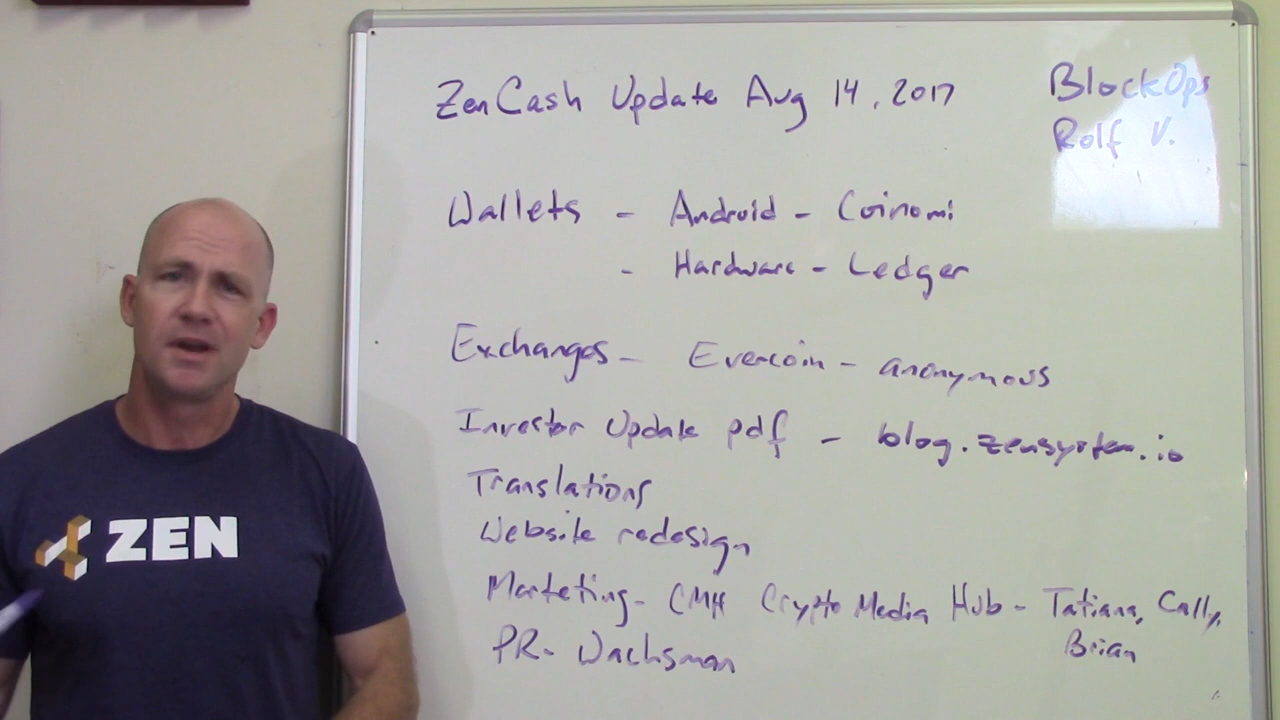 ZenCash Update Aug 14, 2017
BlockOps
Rolf V.
Wallets - Android - Coinomi
- Hardware - Ledger
Exchanges - Evercoin - anonymous
Investor Update pdf - blog.zensystem.io
Translations
Website redesign
Marketing - CMH Crypto Media Hub - Tatiana, Cally,
Brian
PR - Wachsman
ZEN